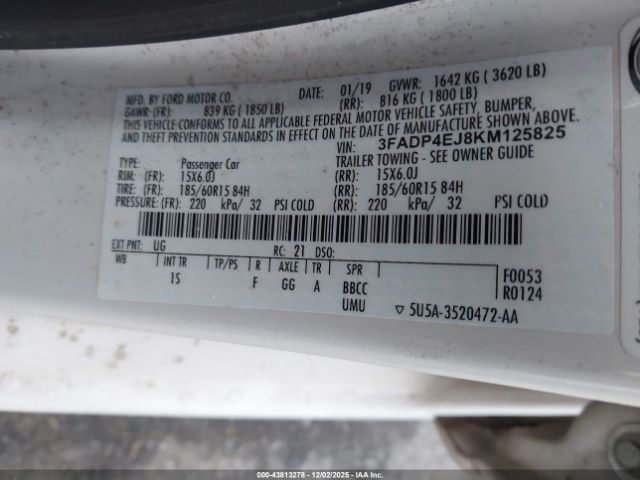 MFD. BY FORD MOTOR CO. DATE: 01/19 GVWR: 1642 KG ( 3620 LB)
GAWR: (FR): 839 KG ( 1850 LB) (RR): 816 KG ( 1800 LB)
THIS VEHICLE CONFORMS TO ALL APPLICABLE FEDERAL MOTOR VEHICLE SAFETY, BUMPER,
AND THEFT PREVENTION STANDARDS IN EFFECT ON THE DATE OF MANUFACTURE SHOWN ABOVE.
VIN: 3FADP4EJ8KM125825
TYPE: Passenger Car TRAILER TOWING - SEE OWNER GUIDE
RIM: (FR): 15X6.0J (RR): 15X6.0J
TIRE: (FR): 185/60R15 84H (RR): 185/60R15 84H
PRESSURE: (FR): 220 kPa/ 32 PSI COLD (RR): 220 kPa/ 32 PSI COLD
EXT PNT: UG RC: 21 DSO:
WB INT TR TP/PS R AXLE TR SPR F0053
1S F GG A BBCC R0124
UMU ▽ 5U5A-3520472-AA
000-43813278 - 12/02/2025 - IAAI.com